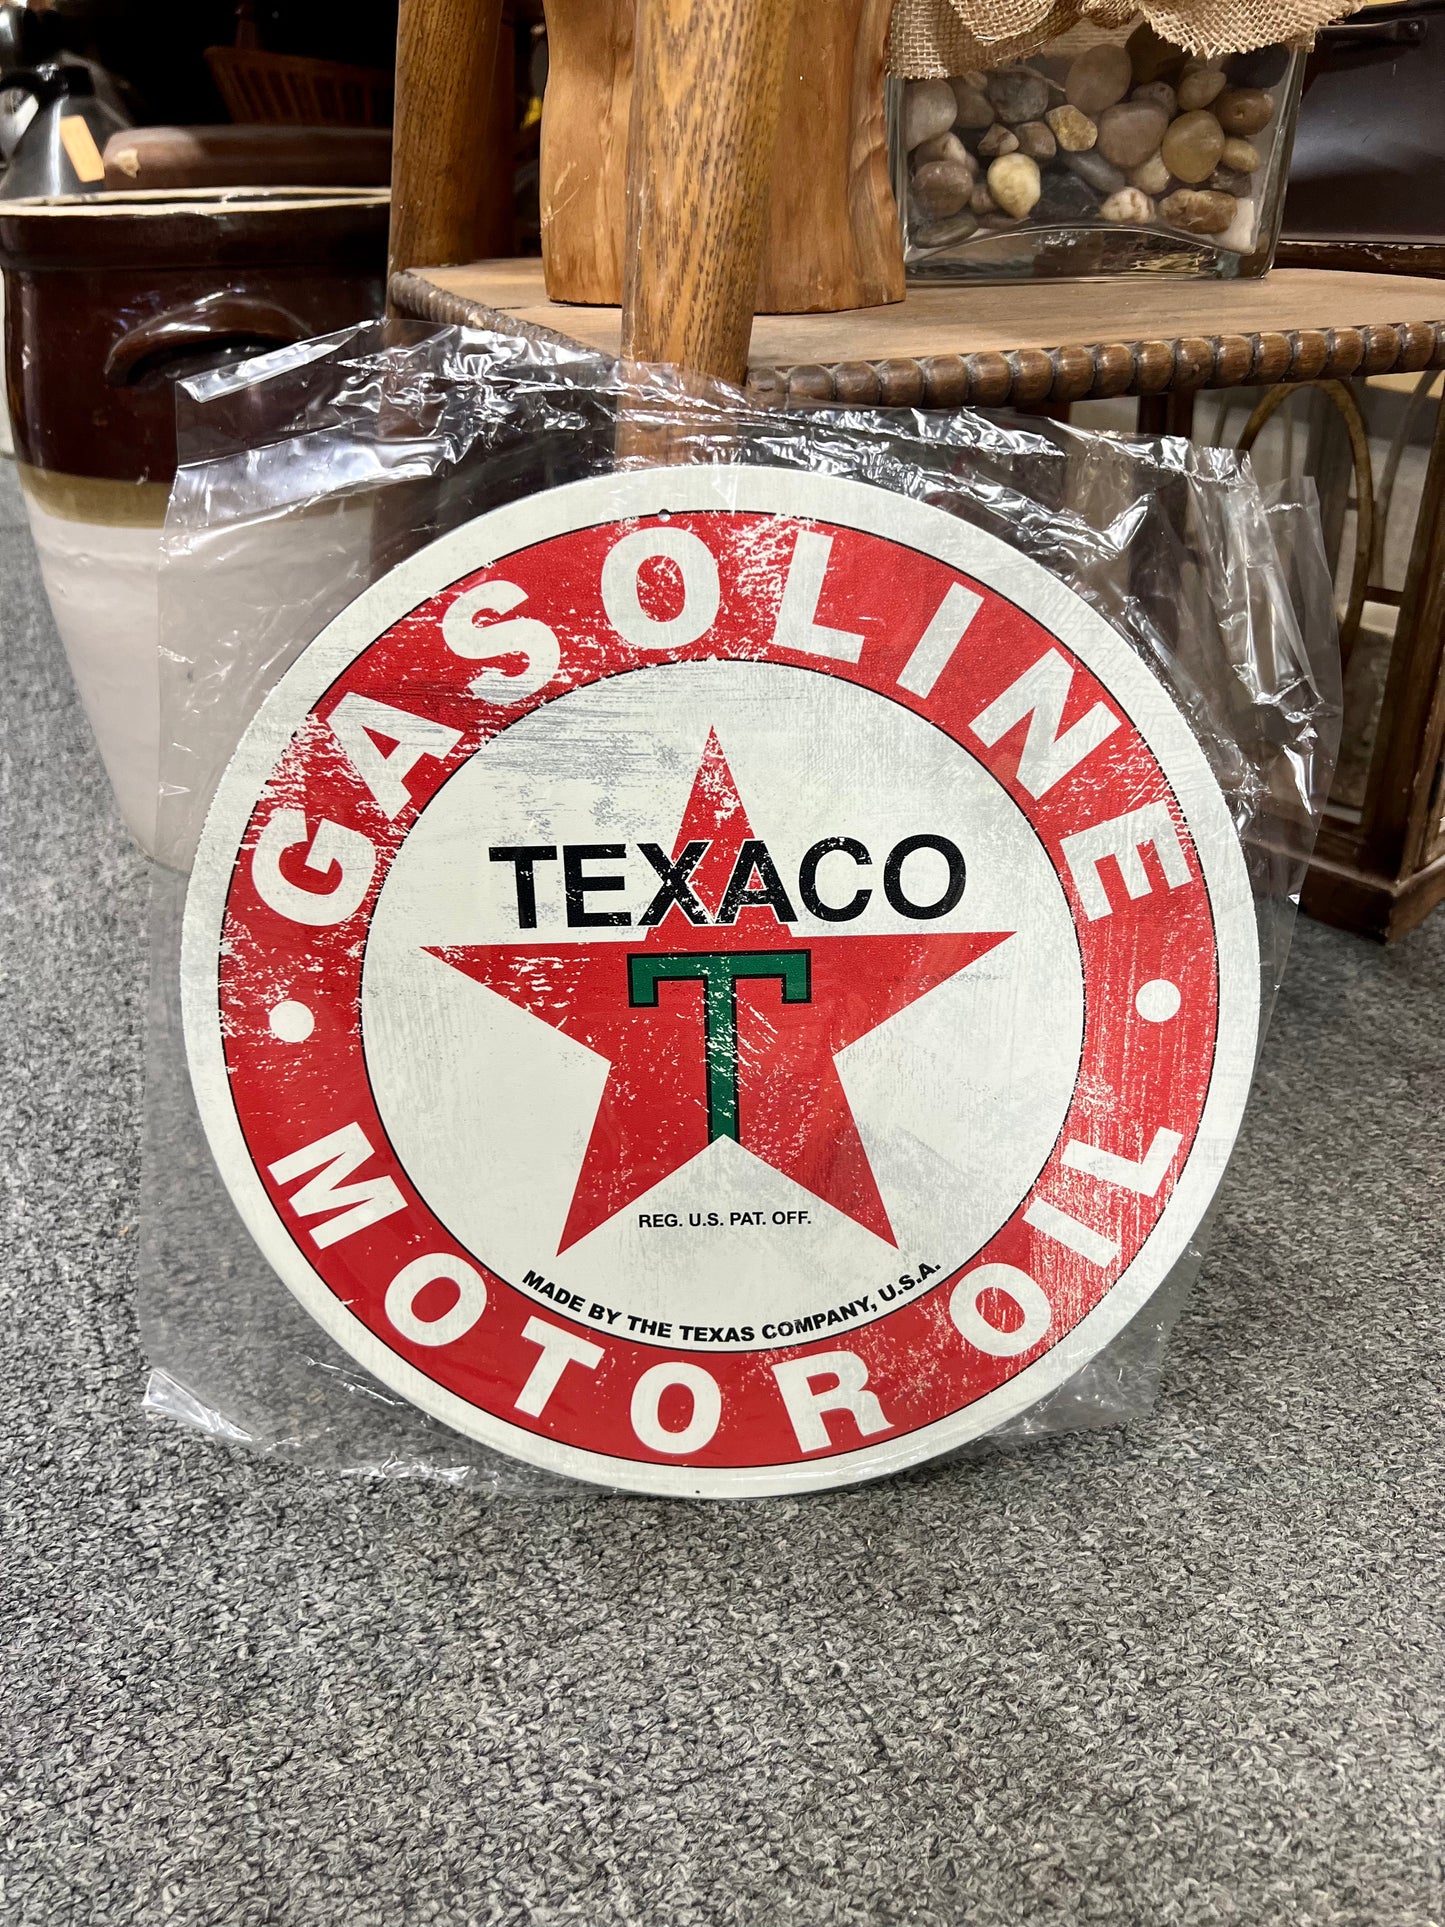 GASOLINE
TEXACO
T
REG. U.S. PAT. OFF.
MADE BY THE TEXAS COMPANY, U.S.A.
• MOTOR OIL •